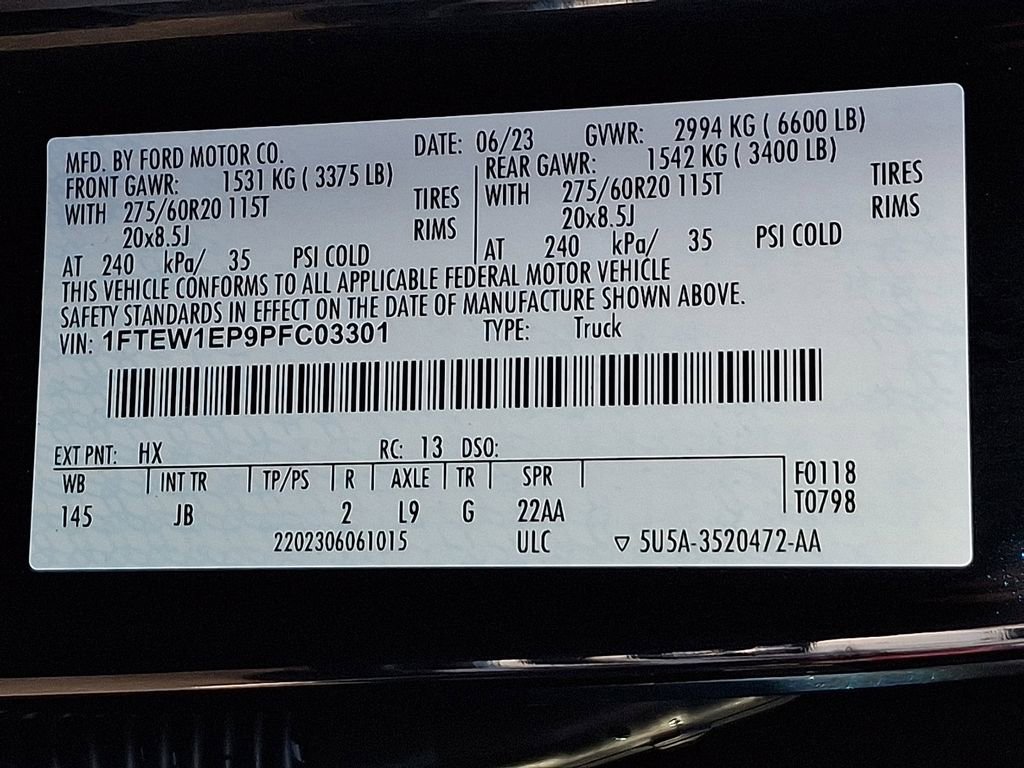 MFD. BY FORD MOTOR CO. DATE: 06/23 GVWR: 2994 KG ( 6600 LB)
FRONT GAWR: 1531 KG ( 3375 LB) REAR GAWR: 1542 KG ( 3400 LB)
WITH 275/60R20 115T TIRES WITH 275/60R20 115T TIRES
20x8.5J RIMS 20x8.5J RIMS
AT 240 kPa/ 35 PSI COLD AT 240 kPa/ 35 PSI COLD
THIS VEHICLE CONFORMS TO ALL APPLICABLE FEDERAL MOTOR VEHICLE
SAFETY STANDARDS IN EFFECT ON THE DATE OF MANUFACTURE SHOWN ABOVE.
VIN: 1FTEW1EP9PFC03301 TYPE: Truck
EXT PNT: HX RC: 13 DSO:
WB INT TR TP/PS R AXLE TR SPR F0118
145 JB 2 L9 G 22AA T0798
2202306061015 ULC ▽ 5U5A-3520472-AA